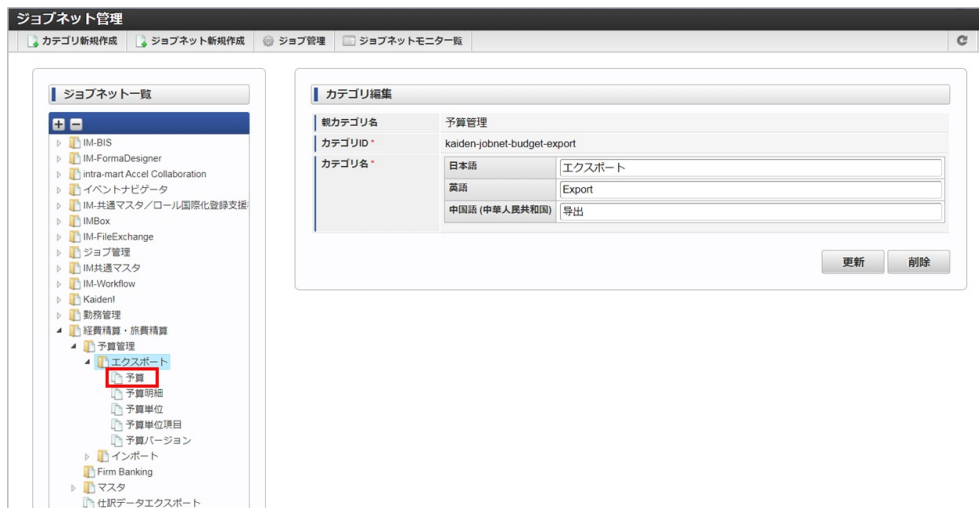 ジョブネット管理
カテゴリ新規作成 ジョブネット新規作成 ジョブ管理 ジョブネットモニタ一覧
ジョブネット一覧
IM-BIS
IM-FormaDesigner
intra-mart Accel Collaboration
イベントナビゲータ
IM-共通マスタ/ロール国際化登録支援
IMBox
IM-FileExchange
ジョブ管理
IM共通マスタ
IM-Workflow
Kaiden!
勤務管理
経費精算・旅費精算
予算管理
エクスポート
予算
予算明細
予算単位
予算単位項目
予算バージョン
インポート
Firm Banking
マスタ
仕訳データエクスポート
カテゴリ編集
親カテゴリ名 予算管理
カテゴリID * kaiden-jobnet-budget-export
カテゴリ名 * 日本語 エクスポート
英語 Export
中国語 (中華人民共和国) 导出
更新 削除